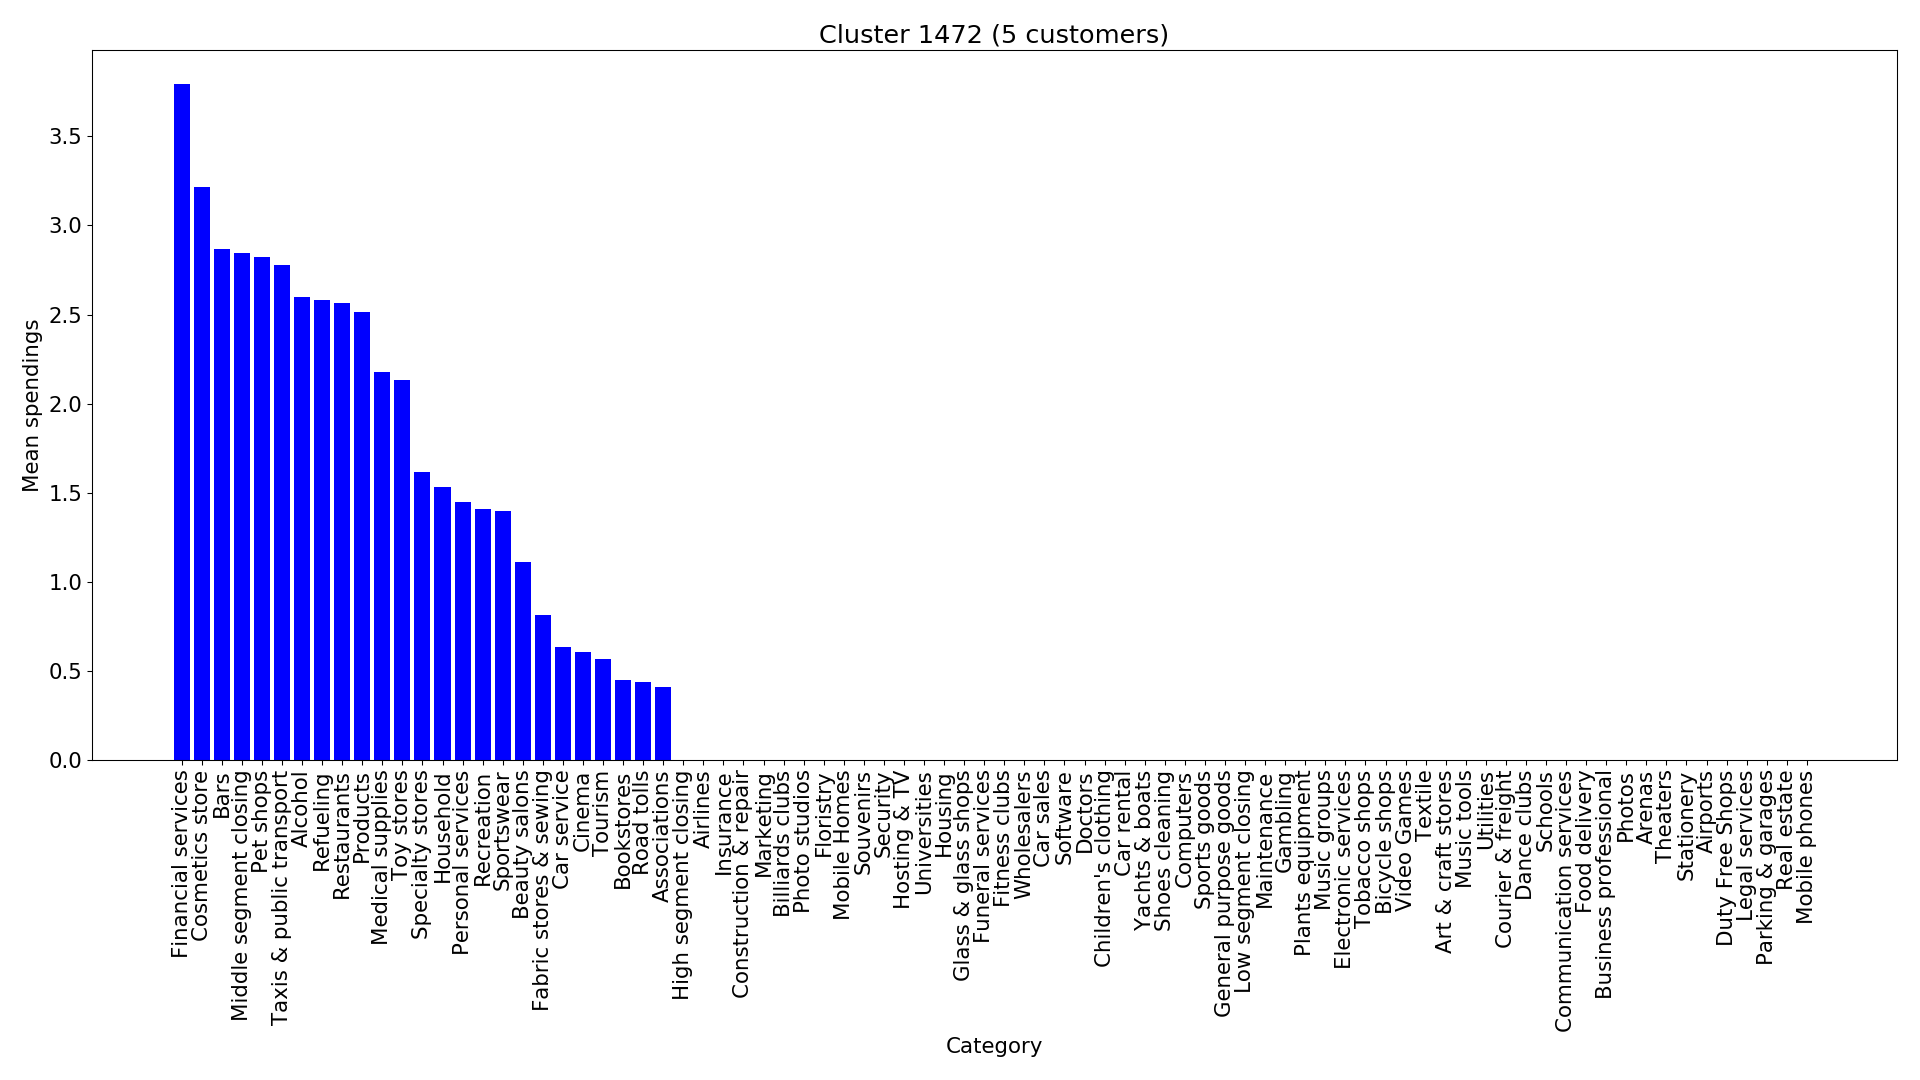 Cluster 1472 (5 customers)
Mean spendings
3.5
3.0
2.5
2.0
1.5
1.0
0.5
0.0
Financial services
Cosmetics store
Bars
Middle segment closing
Pet shops
Taxis & public transport
Alcohol
Refueling
Restaurants
Products
Medical supplies
Toy stores
Specialty stores
Household
Personal services
Recreation
Sportswear
Beauty salons
Fabric stores & sewing
Car service
Cinema
Tourism
Bookstores
Road tolls
Associations
High segment closing
Airlines
Insurance
Construction & repair
Marketing
Billiards clubs
Photo studios
Floristry
Mobile Homes
Souvenirs
Security
Hosting & TV
Universities
Housing
Glass & glass shops
Funeral services
Fitness clubs
Wholesalers
Car sales
Software
Doctors
Children's clothing
Car rental
Yachts & boats
Shoes cleaning
Computers
Sports goods
General purpose goods
Low segment closing
Maintenance
Gambling
Plants equipment
Music groups
Electronic services
Tobacco shops
Bicycle shops
Video Games
Textile
Art & craft stores
Music tools
Utilities
Courier & freight
Dance clubs
Schools
Communication services
Food delivery
Business professional
Photos
Arenas
Theaters
Stationery
Airports
Duty Free Shops
Legal services
Parking & garages
Real estate
Mobile phones
Category